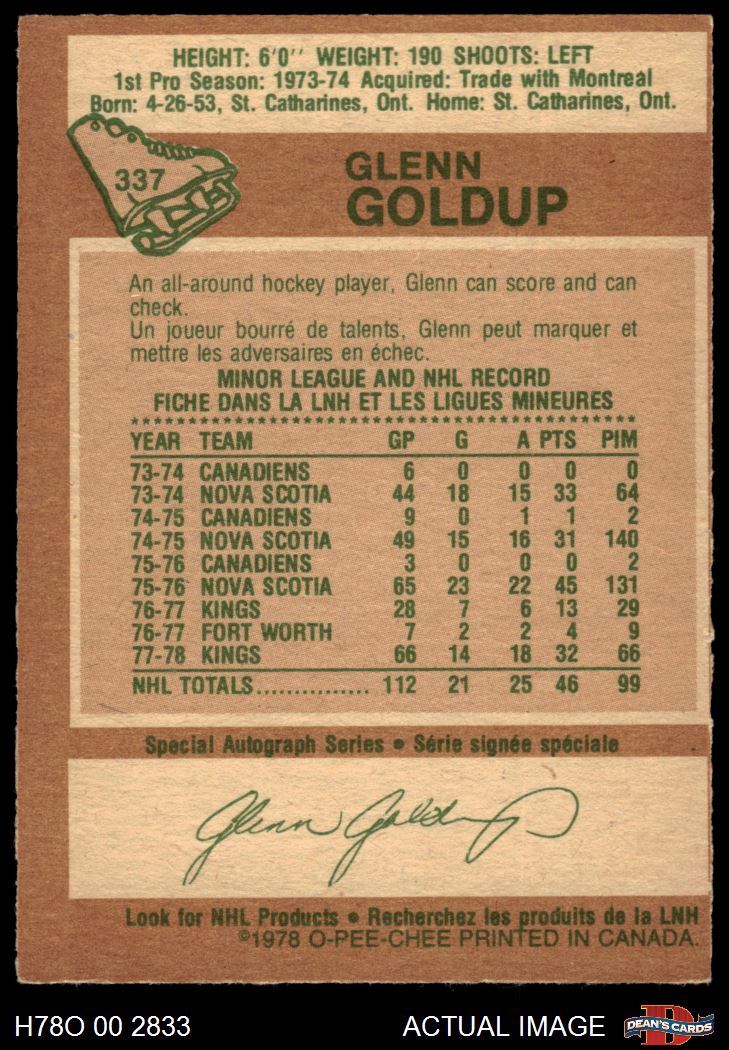 HEIGHT: 6'0'' WEIGHT: 190 SHOOTS: LEFT
1st Pro Season: 1973-74 Acquired: Trade with Montreal
Born: 4-26-53, St. Catharines, Ont. Home: St. Catharines, Ont.
337
GLENN
GOLDUP
An all-around hockey player, Glenn can score and can
check.
Un joueur bourré de talents, Glenn peut marquer et
mettre les adversaires en échec.
MINOR LEAGUE AND NHL RECORD
FICHE DANS LA LNH ET LES LIGUES MINEURES
YEAR TEAM GP G A PTS PIM
73-74 CANADIENS 6 0 0 0 0
73-74 NOVA SCOTIA 44 18 15 33 64
74-75 CANADIENS 9 0 1 1 2
74-75 NOVA SCOTIA 49 15 16 31 140
75-76 CANADIENS 3 0 0 0 2
75-76 NOVA SCOTIA 65 23 22 45 131
76-77 KINGS 28 7 6 13 29
76-77 FORT WORTH 7 2 2 4 9
77-78 KINGS 66 14 18 32 66
NHL TOTALS............... 112 21 25 46 99
Special Autograph Series • Série signée spéciale
Glenn Goldup
Look for NHL Products • Recherchez les produits de la LNH
©1978 O-PEE-CHEE PRINTED IN CANADA.
H78O 00 2833 ACTUAL IMAGE DEAN'S CARDS